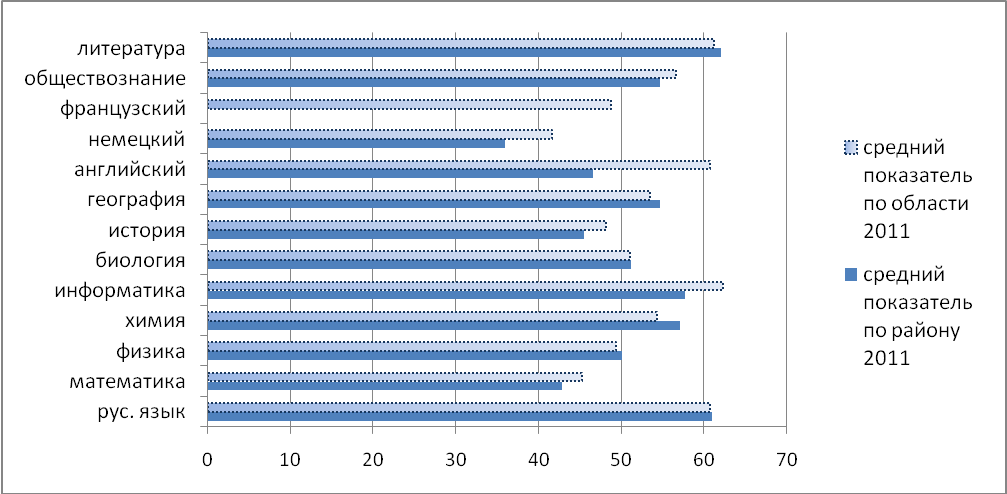 литература
обществознание
французский
немецкий
английский
география
история
биология
информатика
химия
физика
математика
рус. язык
0 10 20 30 40 50 60 70
средний
показатель
по области
2011
средний
показатель
по району
2011